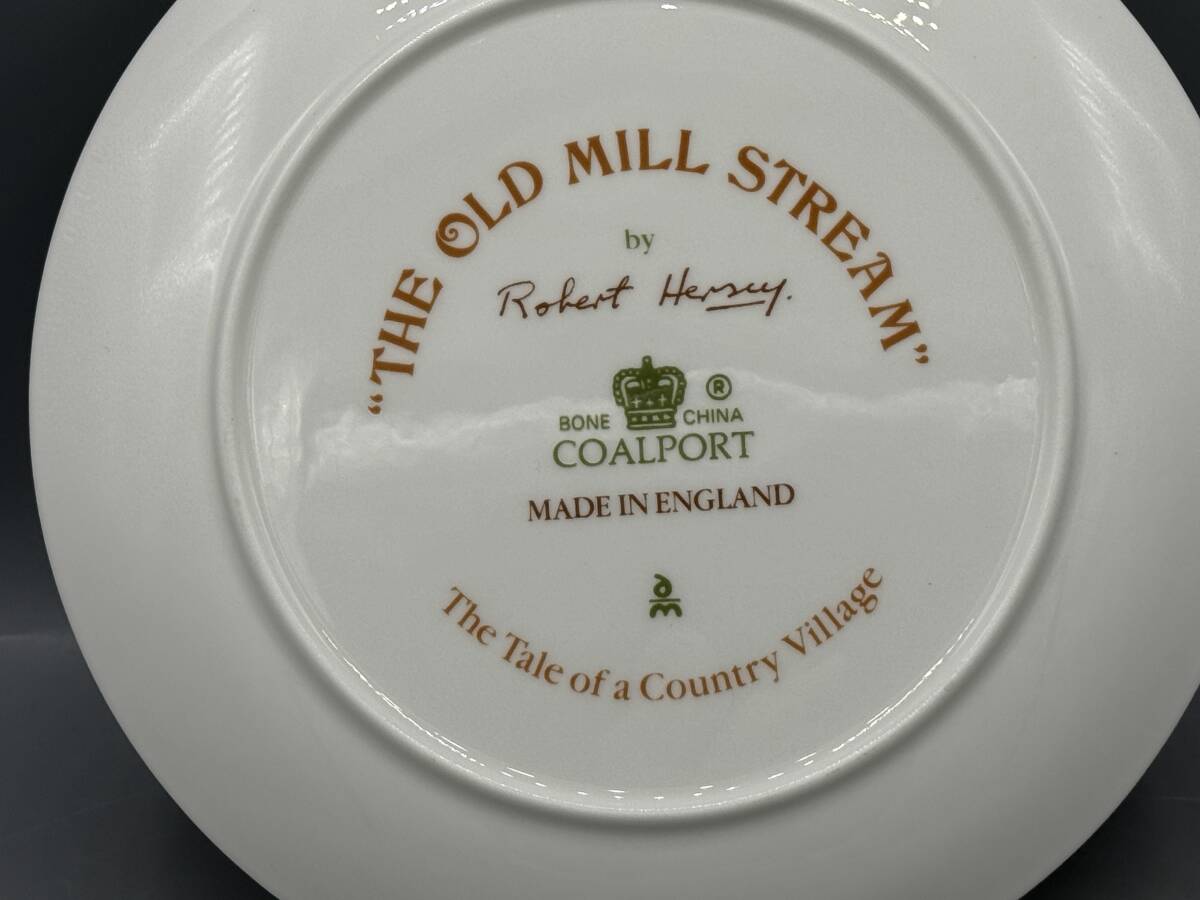 “THE OLD MILL STREAM”
by
Robert Hersey.
®
BONE CHINA
COALPORT
MADE IN ENGLAND
The Tale of a Country Village